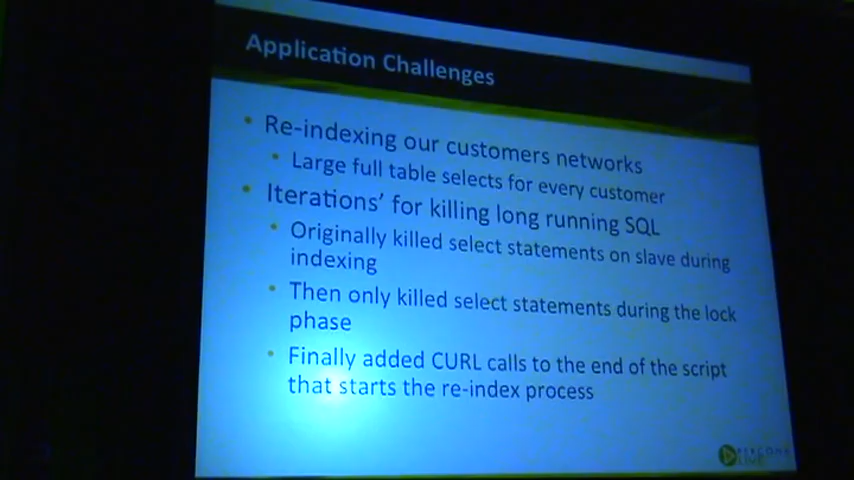 Application Challenges
Re-indexing our customers networks
Large full table selects for every customer
Iterations’ for killing long running SQL
Originally killed select statements on slave during
indexing
Then only killed select statements during the lock
phase
Finally added CURL calls to the end of the script
that starts the re-index process
PERCONA
LIVE